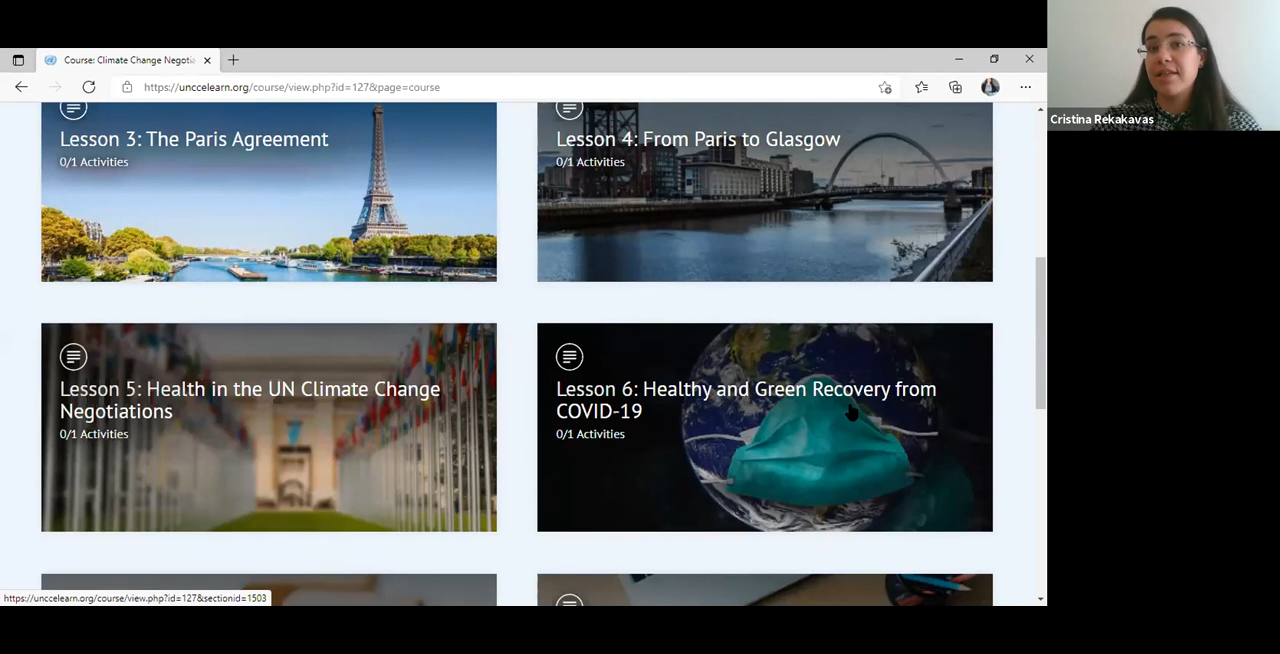 Course: Climate Change Negotia
https://unccelearn.org/course/view.php?id=127&page=course
Cristina Rekakavas
Lesson 3: The Paris Agreement
0/1 Activities
Lesson 4: From Paris to Glasgow
0/1 Activities
Lesson 5: Health in the UN Climate Change
Negotiations
0/1 Activities
Lesson 6: Healthy and Green Recovery from
COVID-19
0/1 Activities
https://unccelearn.org/course/view.php?id=127&sectionid=1503